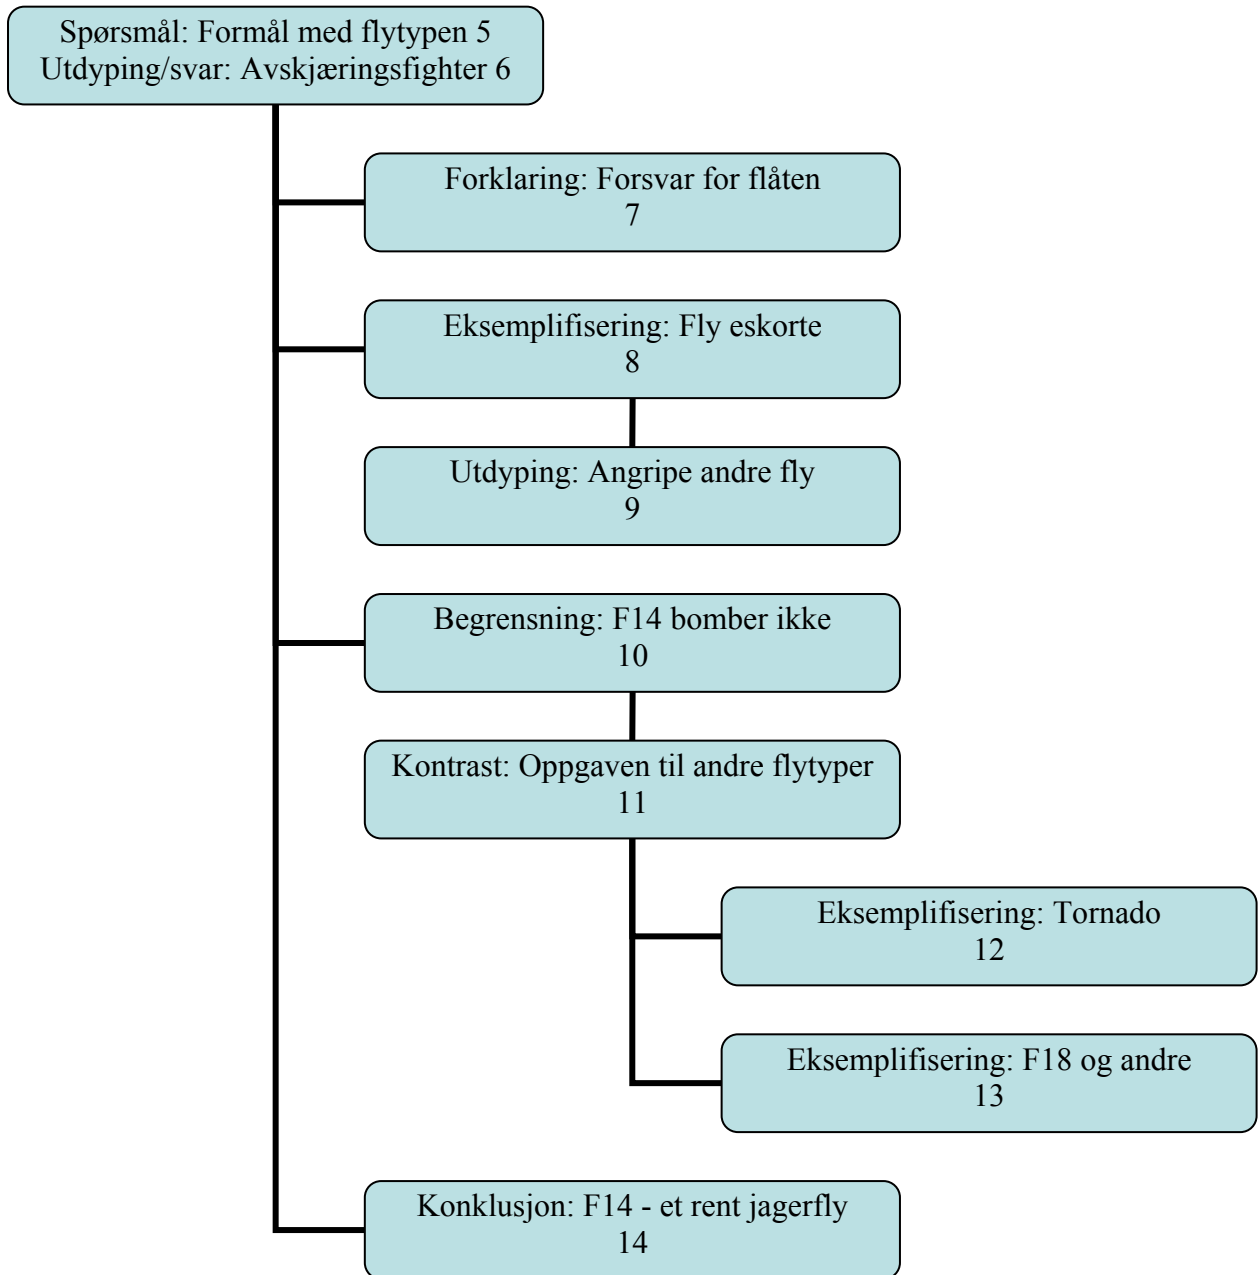 Spørsmål: Formål med flytypen 5
Utdyping/svar: Avskjæringsfighter 6
Forklaring: Forsvar for flåten
7
Eksemplifisering: Fly eskorte
8
Utdyping: Angripe andre fly
9
Begrensning: F14 bomber ikke
10
Kontrast: Oppgaven til andre flytyper
11
Eksemplifisering: Tornado
12
Eksemplifisering: F18 og andre
13
Konklusjon: F14 - et rent jagerfly
14